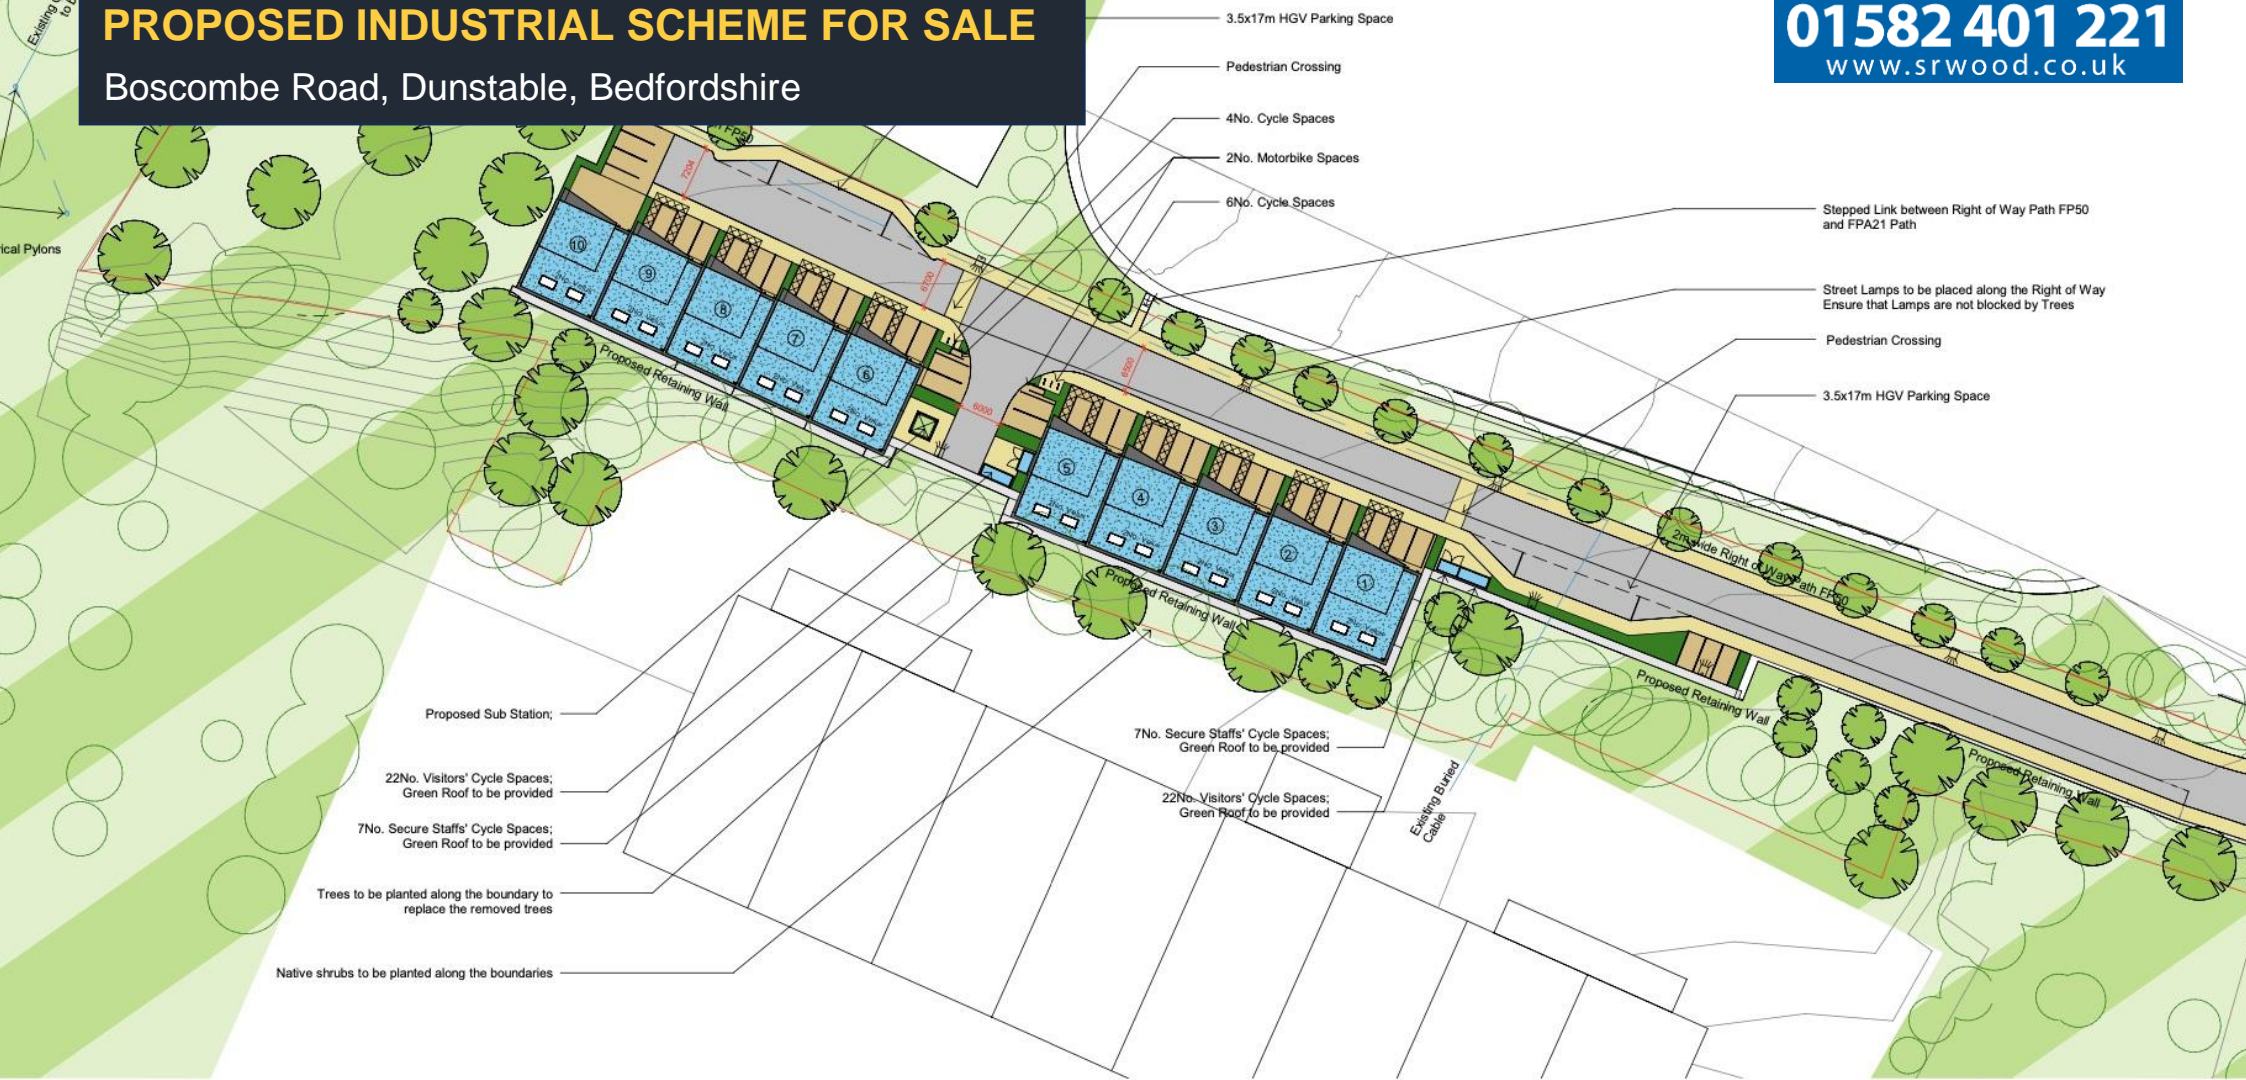 PROPOSED INDUSTRIAL SCHEME FOR SALE
Boscombe Road, Dunstable, Bedfordshire
01582 401 221
www.srwood.co.uk
Existing
to
ical Pylons
3.5x17m HGV Parking Space
Pedestrian Crossing
4No. Cycle Spaces
2No. Motorbike Spaces
6No. Cycle Spaces
Stepped Link between Right of Way Path FP50
and FPA21 Path
Street Lamps to be placed along the Right of Way
Ensure that Lamps are not blocked by Trees
Pedestrian Crossing
3.5x17m HGV Parking Space
FP50
7204
6700
6500
6000
10
9
8
7
6
5
4
3
2
1
Proposed Retaining Wall
Proposed Retaining Wall
2m wide Right of Way Path FP50
Proposed Retaining Wall
Proposed Retaining Wall
Proposed Sub Station;
22No. Visitors' Cycle Spaces;
Green Roof to be provided
7No. Secure Staffs' Cycle Spaces;
Green Roof to be provided
Trees to be planted along the boundary to
replace the removed trees
Native shrubs to be planted along the boundaries
7No. Secure Staffs' Cycle Spaces;
Green Roof to be provided
22No. Visitors' Cycle Spaces;
Green Roof to be provided
Existing Buried
Cable